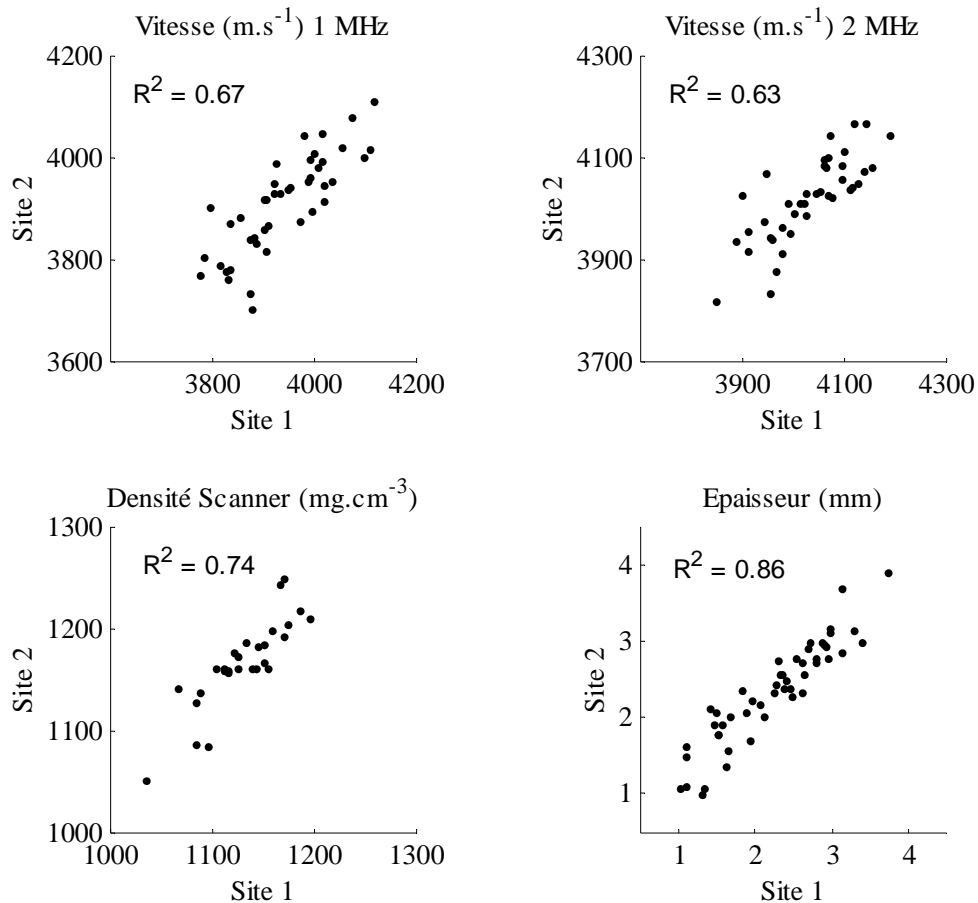 Vitesse (m.s-1) 1 MHz
4200
R2 = 0.67
4000
Site 2
3800
3600
3800 4000 4200
Site 1
Vitesse (m.s-1) 2 MHz
4300
R2 = 0.63
4100
Site 2
3900
3700
3900 4100 4300
Site 1
Densité Scanner (mg.cm-3)
1300
R2 = 0.74
1200
Site 2
1100
1000
1000 1100 1200 1300
Site 1
Epaisseur (mm)
4
R2 = 0.86
3
Site 2
2
1
1 2 3 4
Site 1